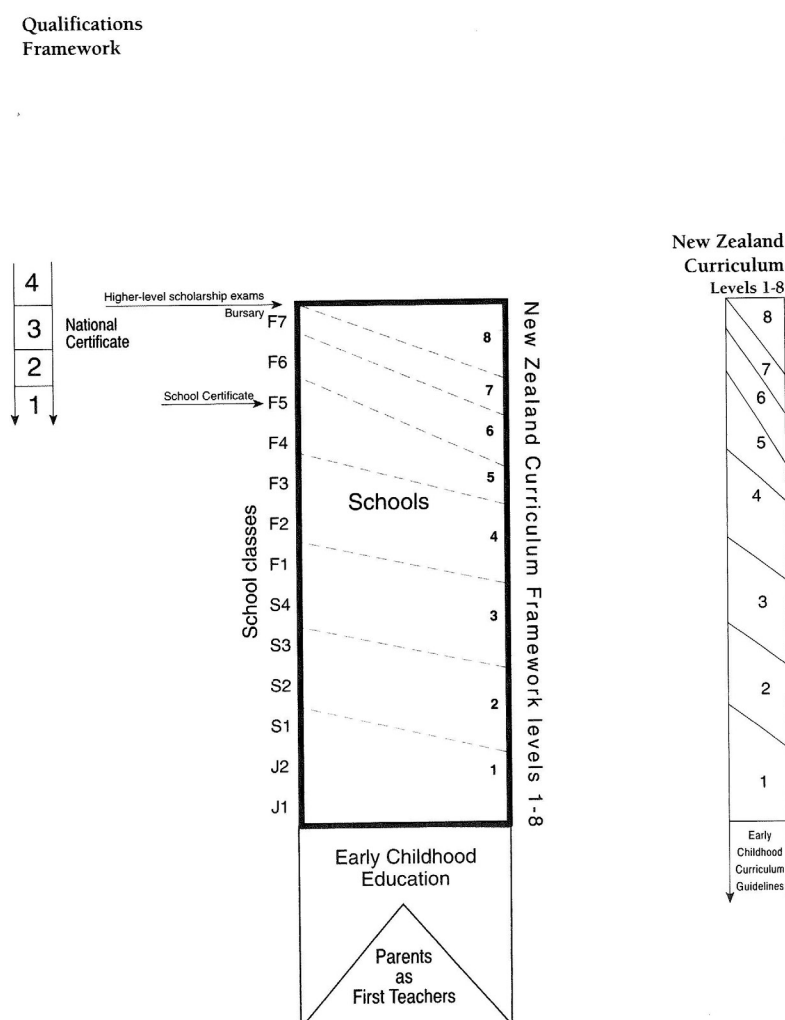 Qualifications
Framework
4
3
2
1
National
Certificate
Higher-level scholarship exams
Bursary
School Certificate
School classes
F7
F6
F5
F4
F3
F2
F1
S4
S3
S2
S1
J2
J1
Schools
8
7
6
5
4
3
2
1
New Zealand Curriculum Framework levels 1-8
Early Childhood
Education
Parents
as
First Teachers
New Zealand
Curriculum
Levels 1-8
8
7
6
5
4
3
2
1
Early
Childhood
Curriculum
Guidelines